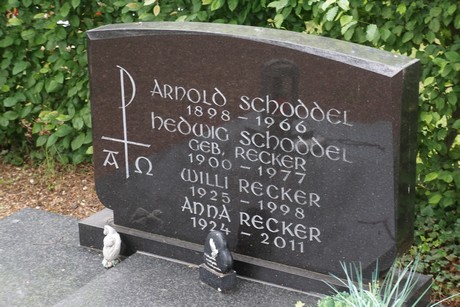 Arnold Schoddel
1898 - 1966
Hedwig Schoddel
geb. Recker
1900 - 1977
Willi Recker
1925 - 1998
Anna Recker
1924 - 2011
Α Ω